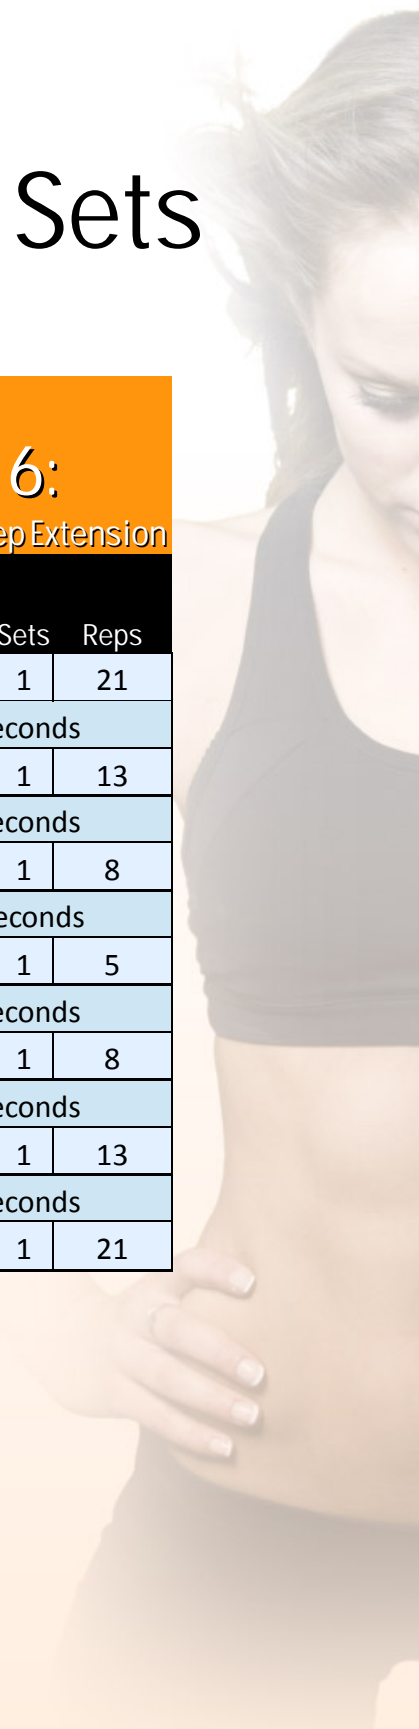 Sets
6:
ep Extension
Sets Reps
1 21
econds
1 13
econds
1 8
econds
1 5
econds
1 8
econds
1 13
econds
1 21